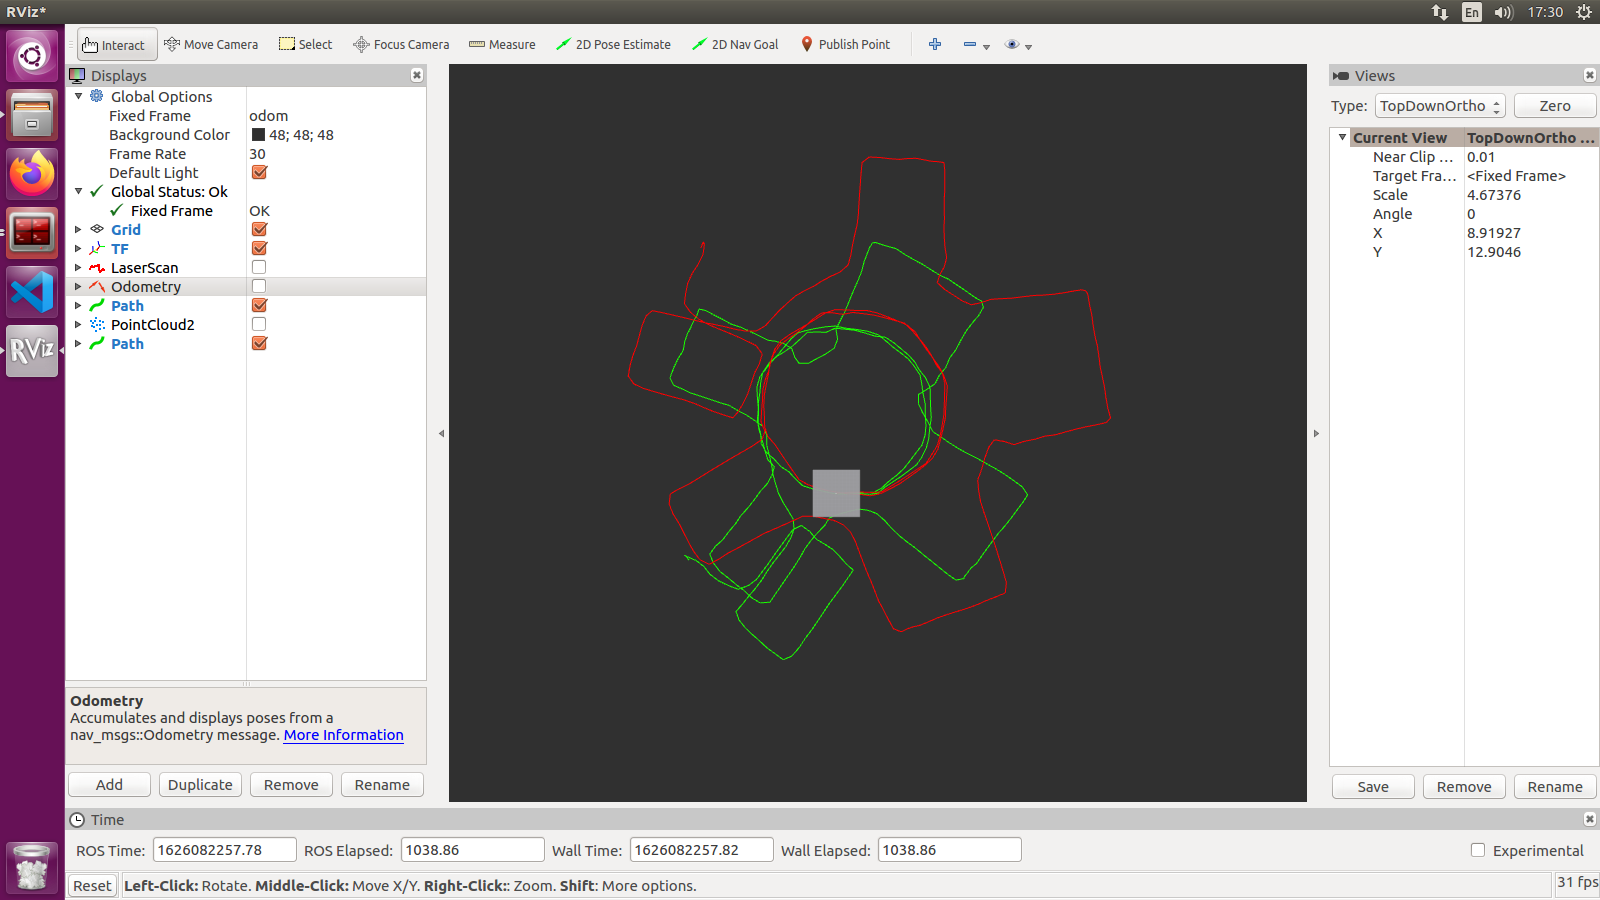 RViz*
En
17:30
Interact
Move Camera
Select
Focus Camera
Measure
2D Pose Estimate
2D Nav Goal
Publish Point
Displays
Global Options
Fixed Frame odom
Background Color 48; 48; 48
Frame Rate 30
Default Light
Global Status: Ok
Fixed Frame OK
Grid
TF
LaserScan
Odometry
Path
PointCloud2
Path
Odometry
Accumulates and displays poses from a
nav_msgs::Odometry message. More Information
Add
Duplicate
Remove
Rename
Views
Type: TopDownOrtho Zero
Current View TopDownOrtho ...
Near Clip ... 0.01
Target Fra... <Fixed Frame>
Scale 4.67376
Angle 0
X 8.91927
Y 12.9046
Save
Remove
Rename
Time
ROS Time: 1626082257.78 ROS Elapsed: 1038.86 Wall Time: 1626082257.82 Wall Elapsed: 1038.86 Experimental
Reset Left-Click: Rotate. Middle-Click: Move X/Y. Right-Click:: Zoom. Shift: More options. 31 fps
RViz